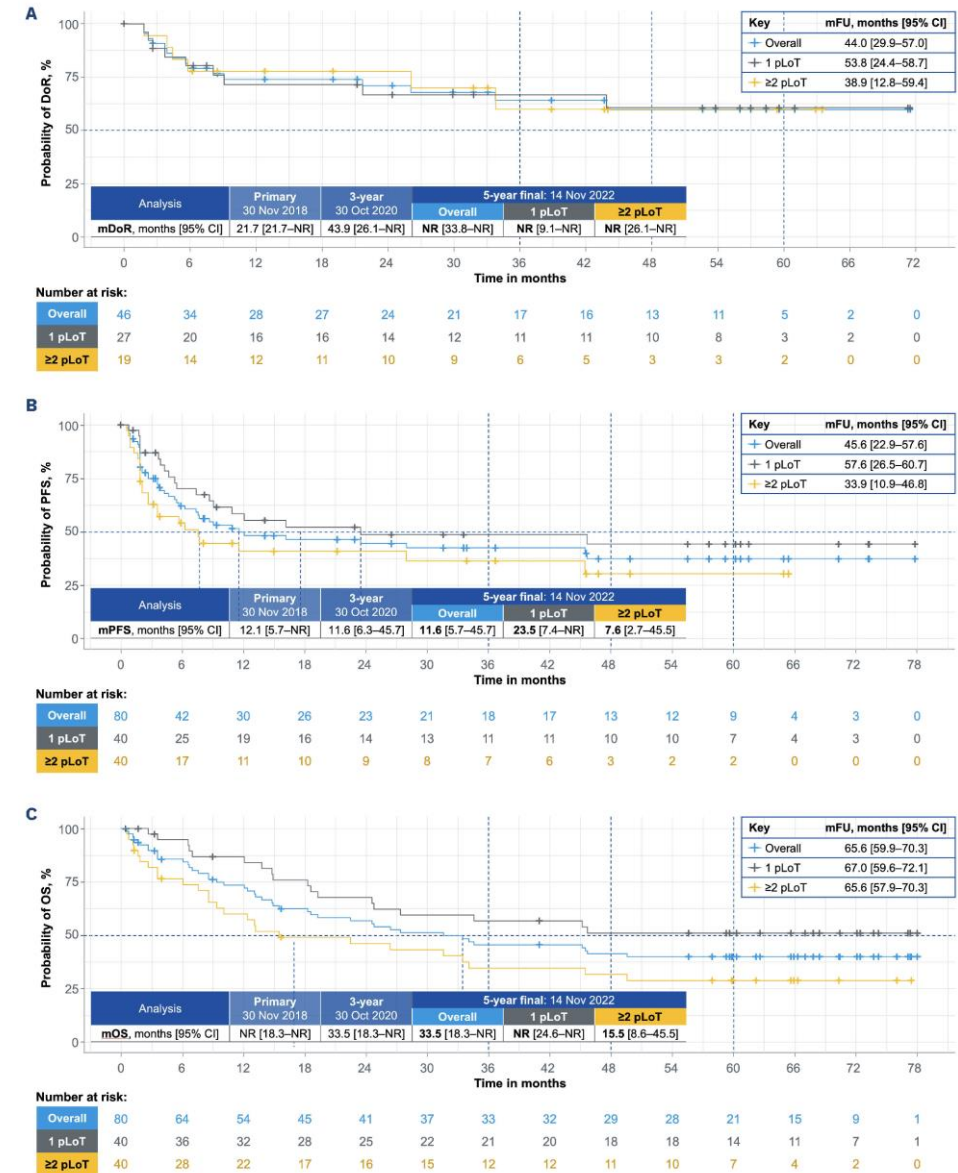 A
Key mFU, months [95% CI]
Overall 44.0 [29.9–57.0]
1 pLoT 53.8 [24.4–58.7]
≥2 pLoT 38.9 [12.8–59.4]
Probability of DoR, %
100
75
50
25
0
Analysis Primary 30 Nov 2018 3-year 30 Oct 2020 5-year final: 14 Nov 2022
Overall 1 pLoT ≥2 pLoT
mDoR, months [95% CI] 21.7 [21.7–NR] 43.9 [26.1–NR] NR [33.8–NR] NR [9.1–NR] NR [26.1–NR]
0 6 12 18 24 30 36 42 48 54 60 66 72
Time in months
Number at risk:
Overall 46 34 28 27 24 21 17 16 13 11 5 2 0
1 pLoT 27 20 16 16 14 12 11 11 10 8 3 2 0
≥2 pLoT 19 14 12 11 10 9 6 5 3 3 2 0 0
B
Key mFU, months [95% CI]
Overall 45.6 [22.9–57.6]
1 pLoT 57.6 [26.5–60.7]
≥2 pLoT 33.9 [10.9–46.8]
Probability of PFS, %
100
75
50
25
0
Analysis Primary 30 Nov 2018 3-year 30 Oct 2020 5-year final: 14 Nov 2022
Overall 1 pLoT ≥2 pLoT
mPFS, months [95% CI] 12.1 [5.7–NR] 11.6 [6.3–45.7] 11.6 [5.7–45.7] 23.5 [7.4–NR] 7.6 [2.7–45.5]
0 6 12 18 24 30 36 42 48 54 60 66 72 78
Time in months
Number at risk:
Overall 80 42 30 26 23 21 18 17 13 12 9 4 3 0
1 pLoT 40 25 19 16 14 13 11 11 10 10 7 4 3 0
≥2 pLoT 40 17 11 10 9 8 7 6 3 2 2 0 0 0
C
Key mFU, months [95% CI]
Overall 65.6 [59.9–70.3]
1 pLoT 67.0 [59.6–72.1]
≥2 pLoT 65.6 [57.9–70.3]
Probability of OS, %
100
75
50
25
0
Analysis Primary 30 Nov 2018 3-year 30 Oct 2020 5-year final: 14 Nov 2022
Overall 1 pLoT ≥2 pLoT
mOS, months [95% CI] NR [18.3–NR] 33.5 [18.3–NR] 33.5 [18.3–NR] NR [24.6–NR] 15.5 [8.6–45.5]
0 6 12 18 24 30 36 42 48 54 60 66 72 78
Time in months
Number at risk:
Overall 80 64 54 45 41 37 33 32 29 28 21 15 9 1
1 pLoT 40 36 32 28 25 22 21 20 18 18 14 11 7 1
≥2 pLoT 40 28 22 17 16 15 12 12 11 10 7 4 2 0